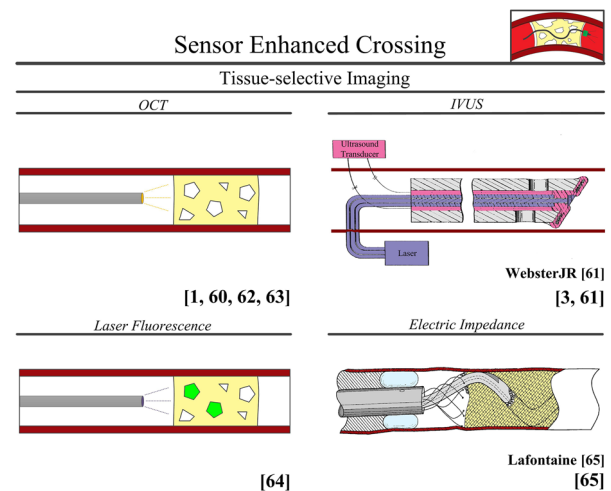 Sensor Enhanced Crossing
Tissue-selective Imaging
OCT
IVUS
Ultrasound
Transducer
Laser
WebsterJR [61]
[1, 60, 62, 63]
[3, 61]
Laser Fluorescence
Electric Impedance
Lafontaine [65]
[64]
[65]